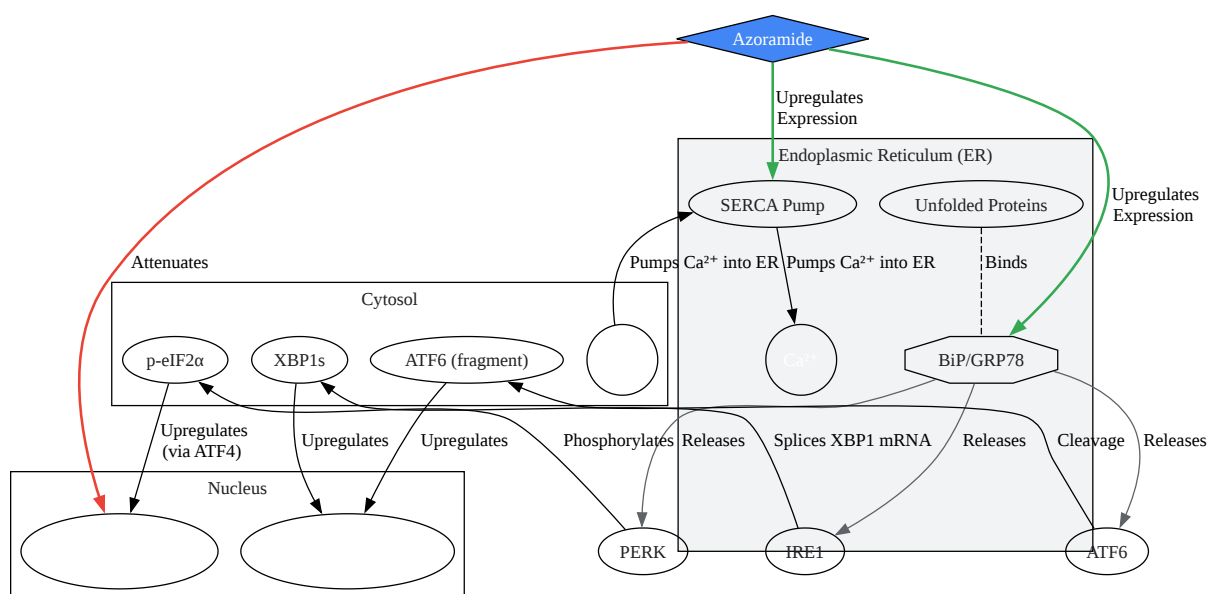 Azoramide
Upregulates
Expression
Endoplasmic Reticulum (ER)
SERCA Pump
Unfolded Proteins
Upregulates
Expression
Attenuates
Pumps Ca²⁺ into ER
Pumps Ca²⁺ into ER
Binds
Cytosol
p-eIF2α
XBP1s
ATF6 (fragment)
Ca²⁺
BiP/GRP78
Upregulates
(via ATF4)
Upregulates
Upregulates
Phosphorylates
Releases
Splices XBP1 mRNA
Releases
Cleavage
Releases
Nucleus
PERK
IRE1
ATF6